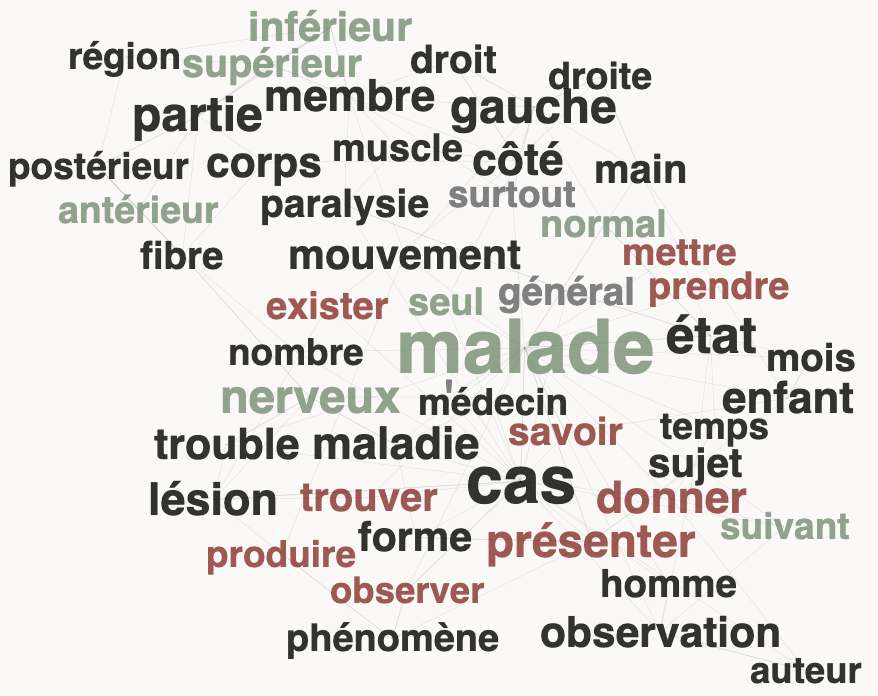 inférieur
région supérieur droit droite
partie membre gauche
postérieur corps muscle côté main
antérieur paralysie surtout normal
fibre mouvement mettre
exister seul général prendre
nombre malade état mois
nerveux ' médecin enfant
trouble maladie savoir temps
sujet
lésion trouver cas donner
produire forme présenter suivant
observer homme
phénomène observation
auteur